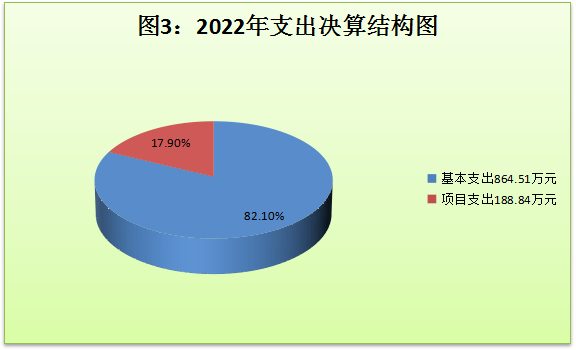 图3：2022年支出决算结构图
17.90%
82.10%
基本支出864.51万元
项目支出188.84万元